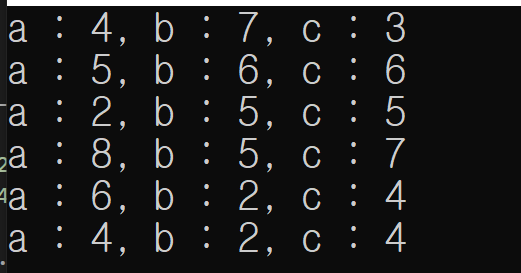 a : 4, b : 7, c : 3
a : 5, b : 6, c : 6
a : 2, b : 5, c : 5
a : 8, b : 5, c : 7
a : 6, b : 2, c : 4
a : 4, b : 2, c : 4